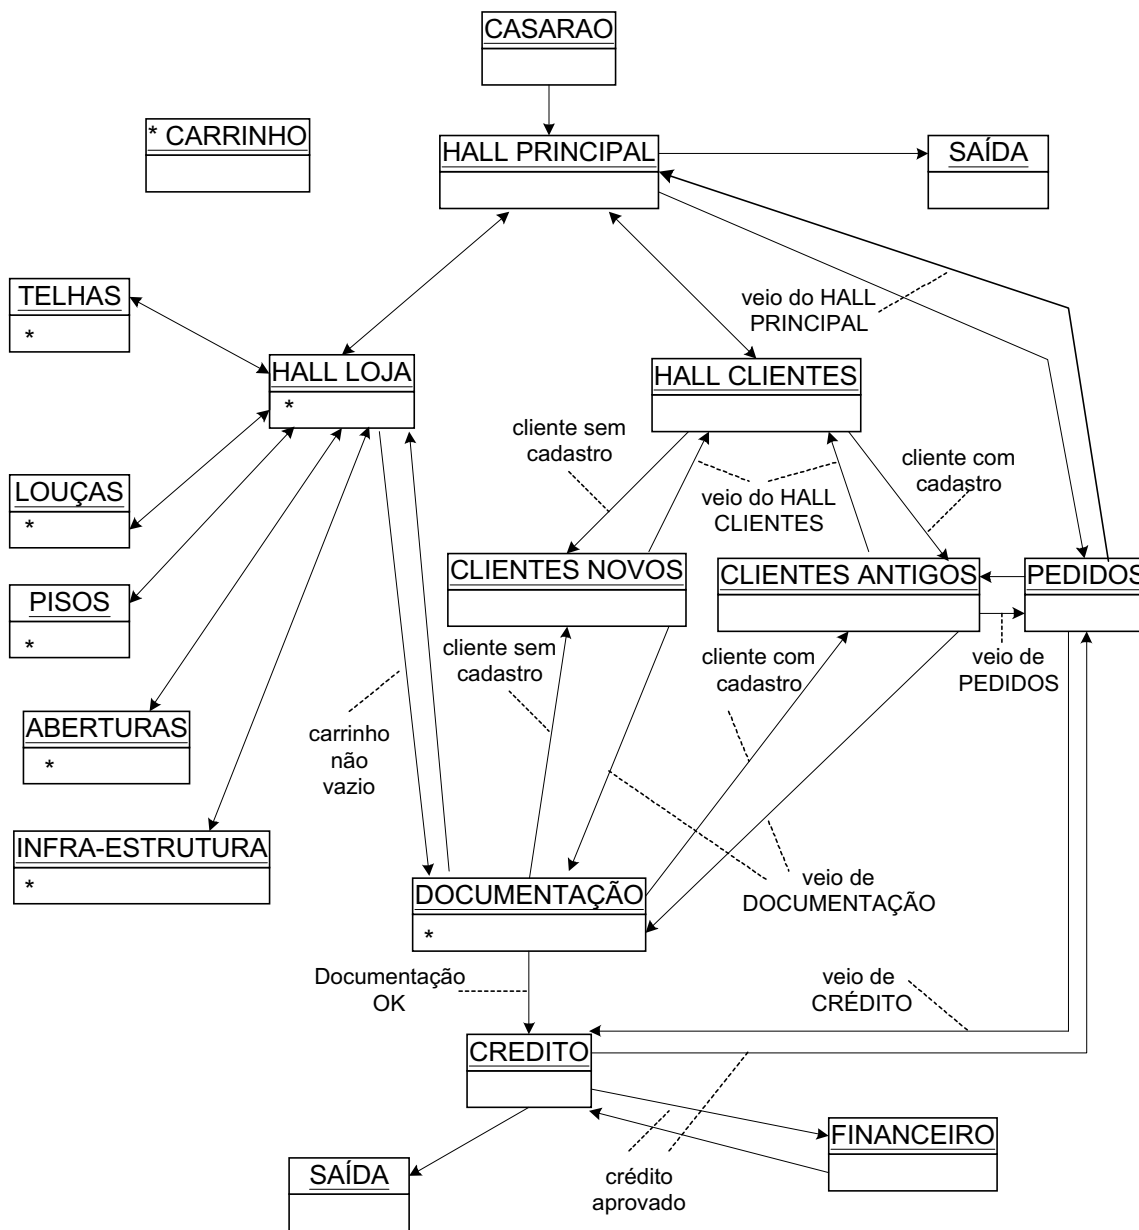 CASARAO
* CARRINHO
HALL PRINCIPAL
SAÍDA
TELHAS
*
veio do HALL
PRINCIPAL
HALL LOJA
*
HALL CLIENTES
cliente sem
cadastro
cliente com
cadastro
veio do HALL
CLIENTES
LOUÇAS
*
CLIENTES NOVOS
CLIENTES ANTIGOS
PEDIDOS
PISOS
*
cliente sem
cadastro
cliente com
cadastro
veio de
PEDIDOS
ABERTURAS
*
carrinho
não
vazio
INFRA-ESTRUTURA
*
DOCUMENTAÇÃO
*
veio de
DOCUMENTAÇÃO
Documentação
OK
veio de
CRÉDITO
CREDITO
FINANCEIRO
SAÍDA
crédito
aprovado